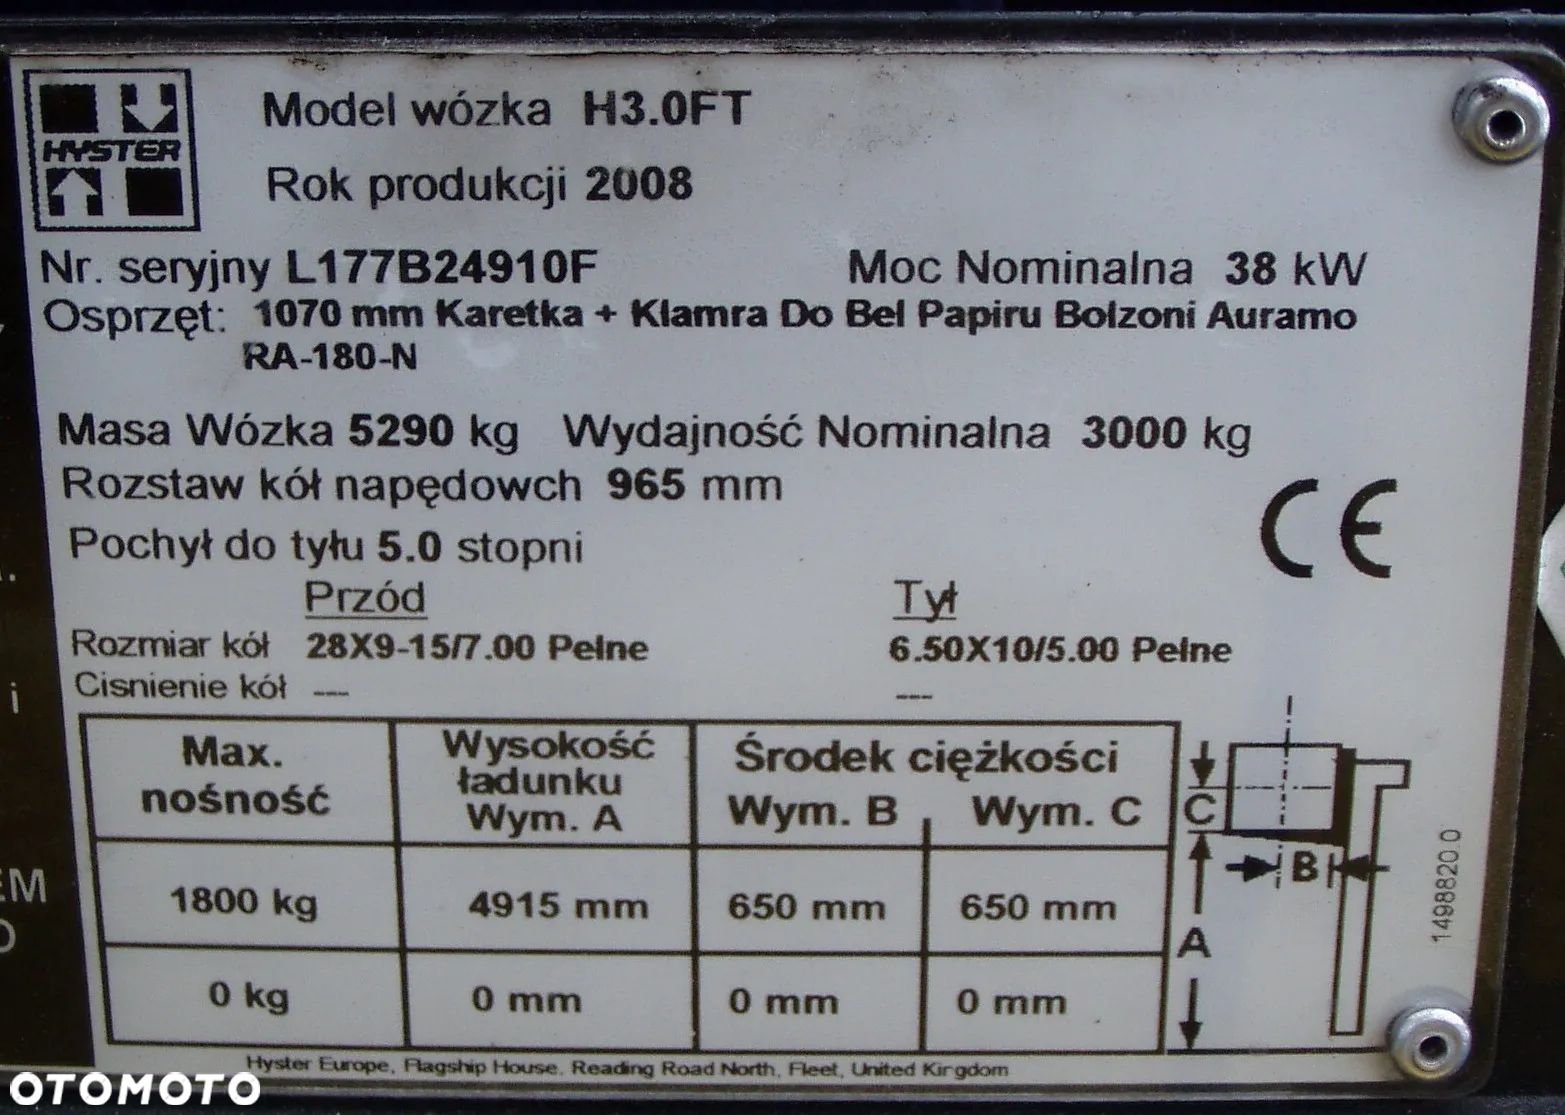 HYSTER
Model wózka H3.0FT
Rok produkcji 2008
Nr. seryjny L177B24910F Moc Nominalna 38 kW
Osprzęt: 1070 mm Karetka + Klamra Do Bel Papiru Bolzoni Auramo
RA-180-N
Masa Wózka 5290 kg Wydajność Nominalna 3000 kg
Rozstaw kół napędowch 965 mm
CE
Pochył do tyłu 5.0 stopni
Przód Tył
Rozmiar kół 28X9-15/7.00 Pełne 6.50X10/5.00 Pełne
Cisnienie kół --- ---
Max. nośność
Wysokość ładunku Wym. A
Środek ciężkości
Wym. B Wym. C
1800 kg 4915 mm 650 mm 650 mm
0 kg 0 mm 0 mm 0 mm
C
B
A
1498820.0
Hyster Europe, Flagship House, Reading Road North, Fleet, United Kingdom
i
EM
OTOMOTO